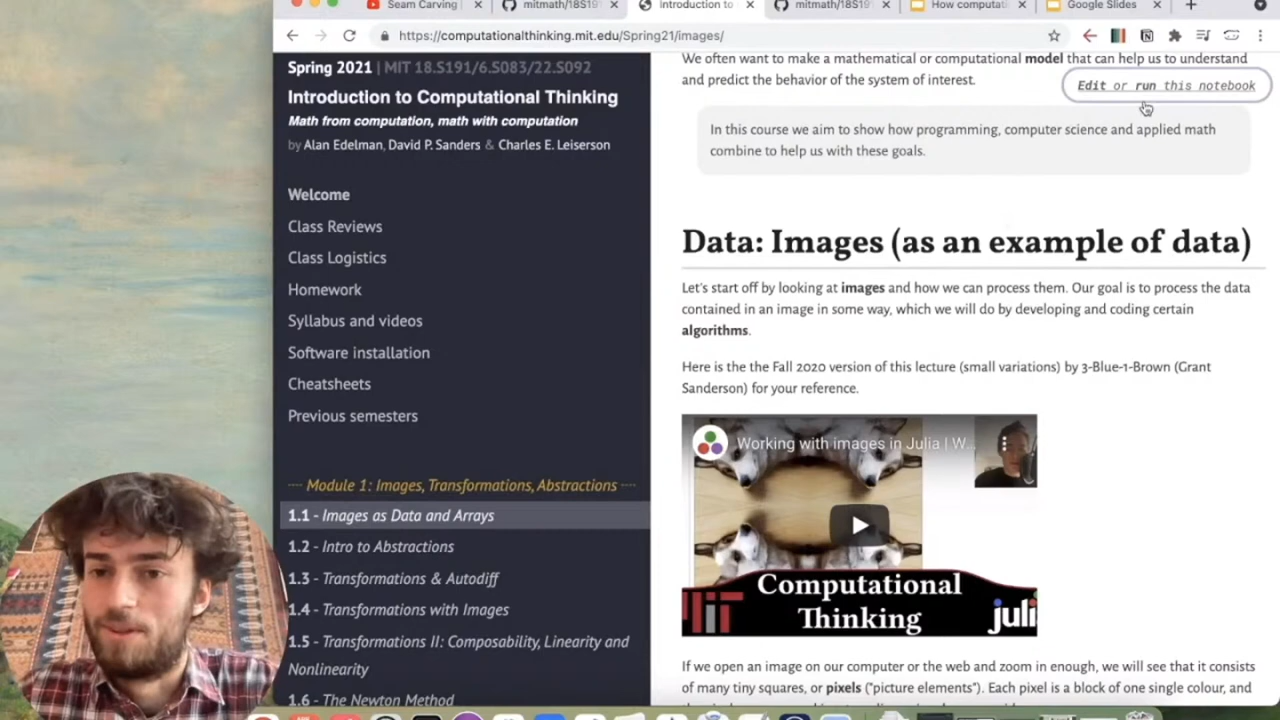 Seam Carving
mitmath/18S19
Introduction to
mitmath/18S19
How computati
Google Slides
https://computationalthinking.mit.edu/Spring21/images/
Spring 2021 | MIT 18.S191/6.S083/22.S092
Introduction to Computational Thinking
Math from computation, math with computation
by Alan Edelman, David P. Sanders & Charles E. Leiserson
Welcome
Class Reviews
Class Logistics
Homework
Syllabus and videos
Software installation
Cheatsheets
Previous semesters
Module 1: Images, Transformations, Abstractions
1.1 - Images as Data and Arrays
1.2 - Intro to Abstractions
1.3 - Transformations & Autodiff
1.4 - Transformations with Images
1.5 - Transformations II: Composability, Linearity and
Nonlinearity
1.6 - The Newton Method
We often want to make a mathematical or computational model that can help us to understand
and predict the behavior of the system of interest.
Edit or run this notebook
In this course we aim to show how programming, computer science and applied math
combine to help us with these goals.
Data: Images (as an example of data)
Let's start off by looking at images and how we can process them. Our goal is to process the data
contained in an image in some way, which we will do by developing and coding certain
algorithms.
Here is the the Fall 2020 version of this lecture (small variations) by 3-Blue-1-Brown (Grant
Sanderson) for your reference.
Working with images in Julia | W...
Computational
Thinking
juli
If we open an image on our computer or the web and zoom in enough, we will see that it consists
of many tiny squares, or pixels ("picture elements"). Each pixel is a block of one single colour, and